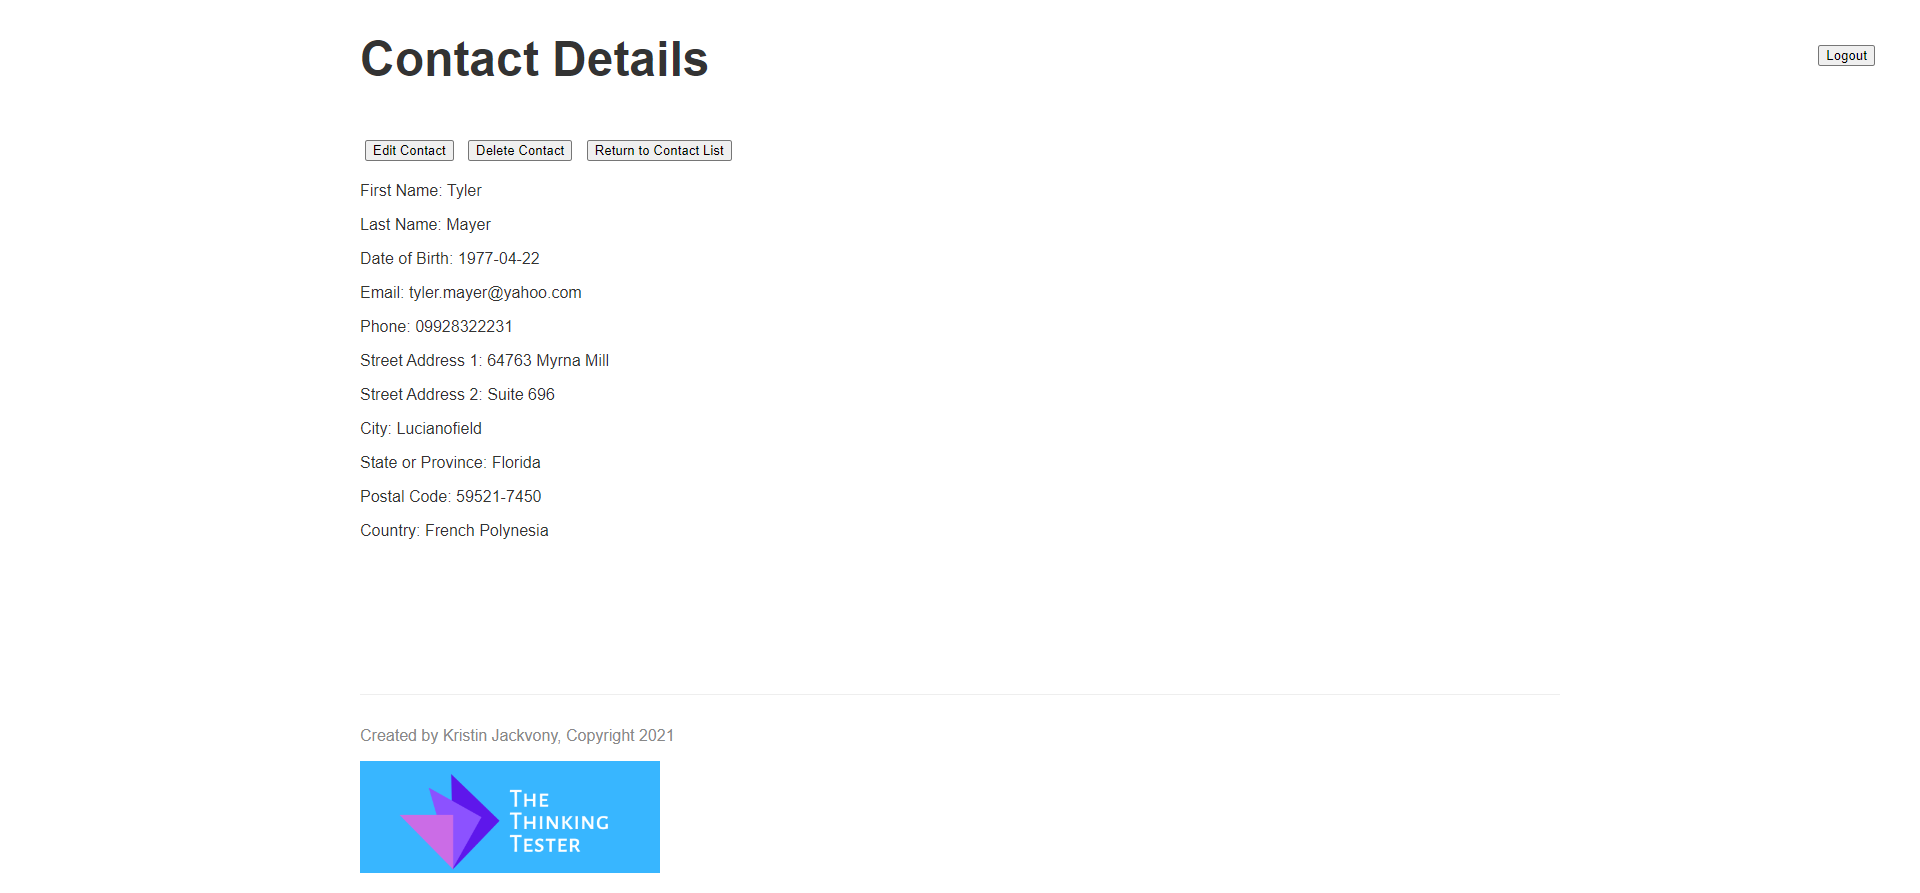 Contact Details
Logout
Edit Contact Delete Contact Return to Contact List
First Name: Tyler
Last Name: Mayer
Date of Birth: 1977-04-22
Email: tyler.mayer@yahoo.com
Phone: 09928322231
Street Address 1: 64763 Myrna Mill
Street Address 2: Suite 696
City: Lucianofield
State or Province: Florida
Postal Code: 59521-7450
Country: French Polynesia
Created by Kristin Jackvony, Copyright 2021
The
Thinking
Tester